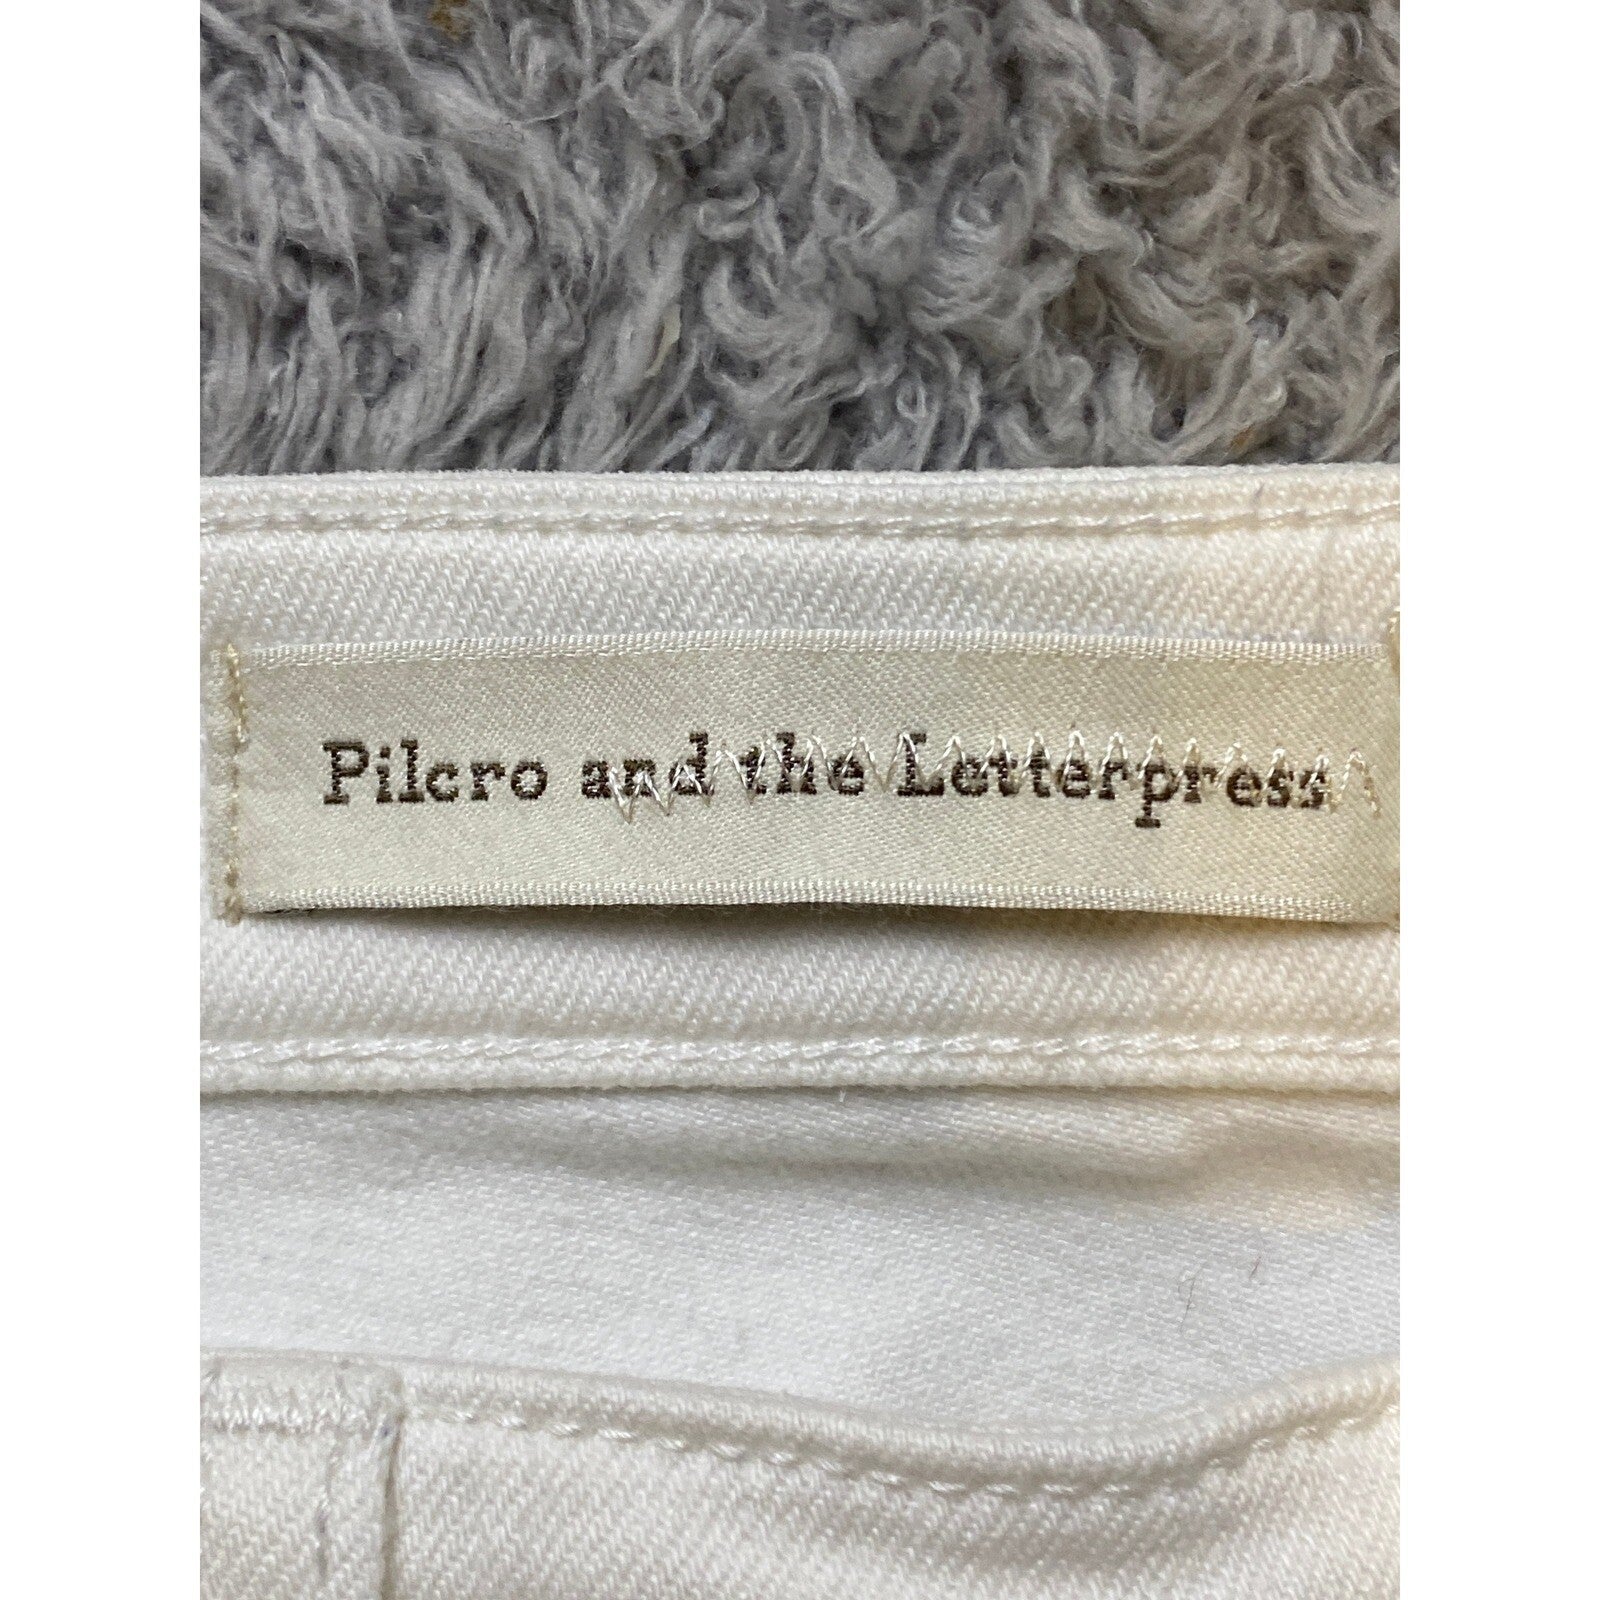 Pilcro and the Letterpress